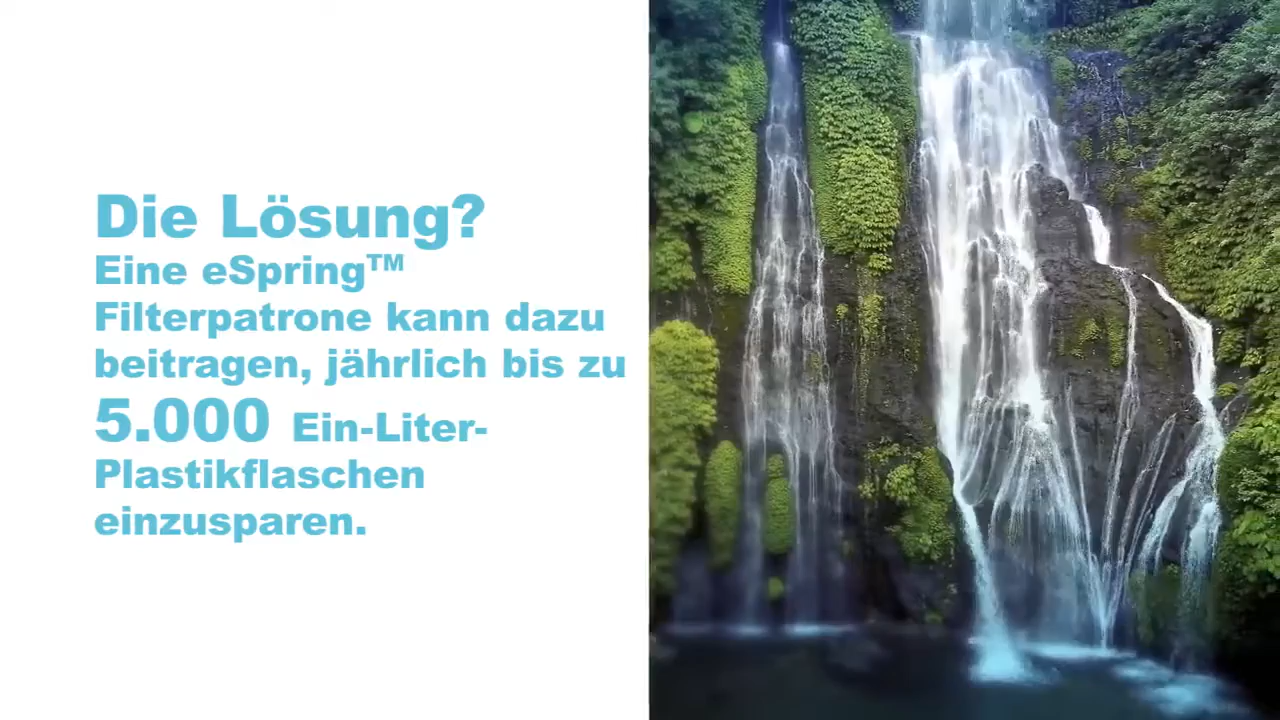 Die Lösung?
Eine eSpring™
Filterpatrone kann dazu
beitragen, jährlich bis zu
5.000 Ein-Liter-
Plastikflaschen
einzusparen.